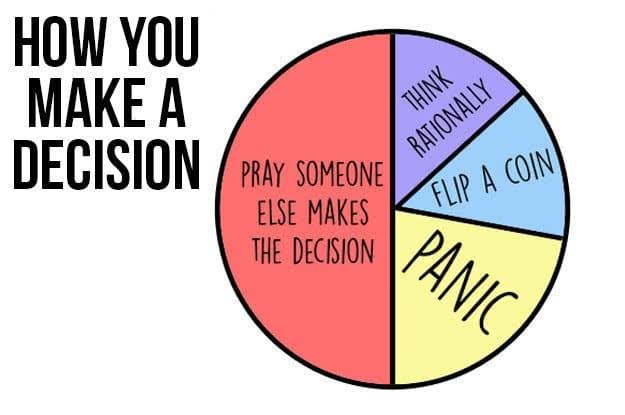 HOW YOU
MAKE A
DECISION
THINK
RATIONALLY
FLIP A COIN
PANIC
PRAY SOMEONE
ELSE MAKES
THE DECISION